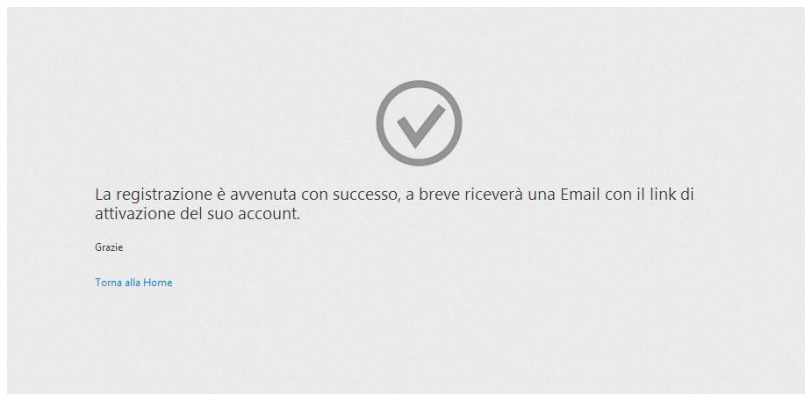 La registrazione è avvenuta con successo, a breve riceverà una Email con il link di
attivazione del suo account.
Grazie
Torna alla Home